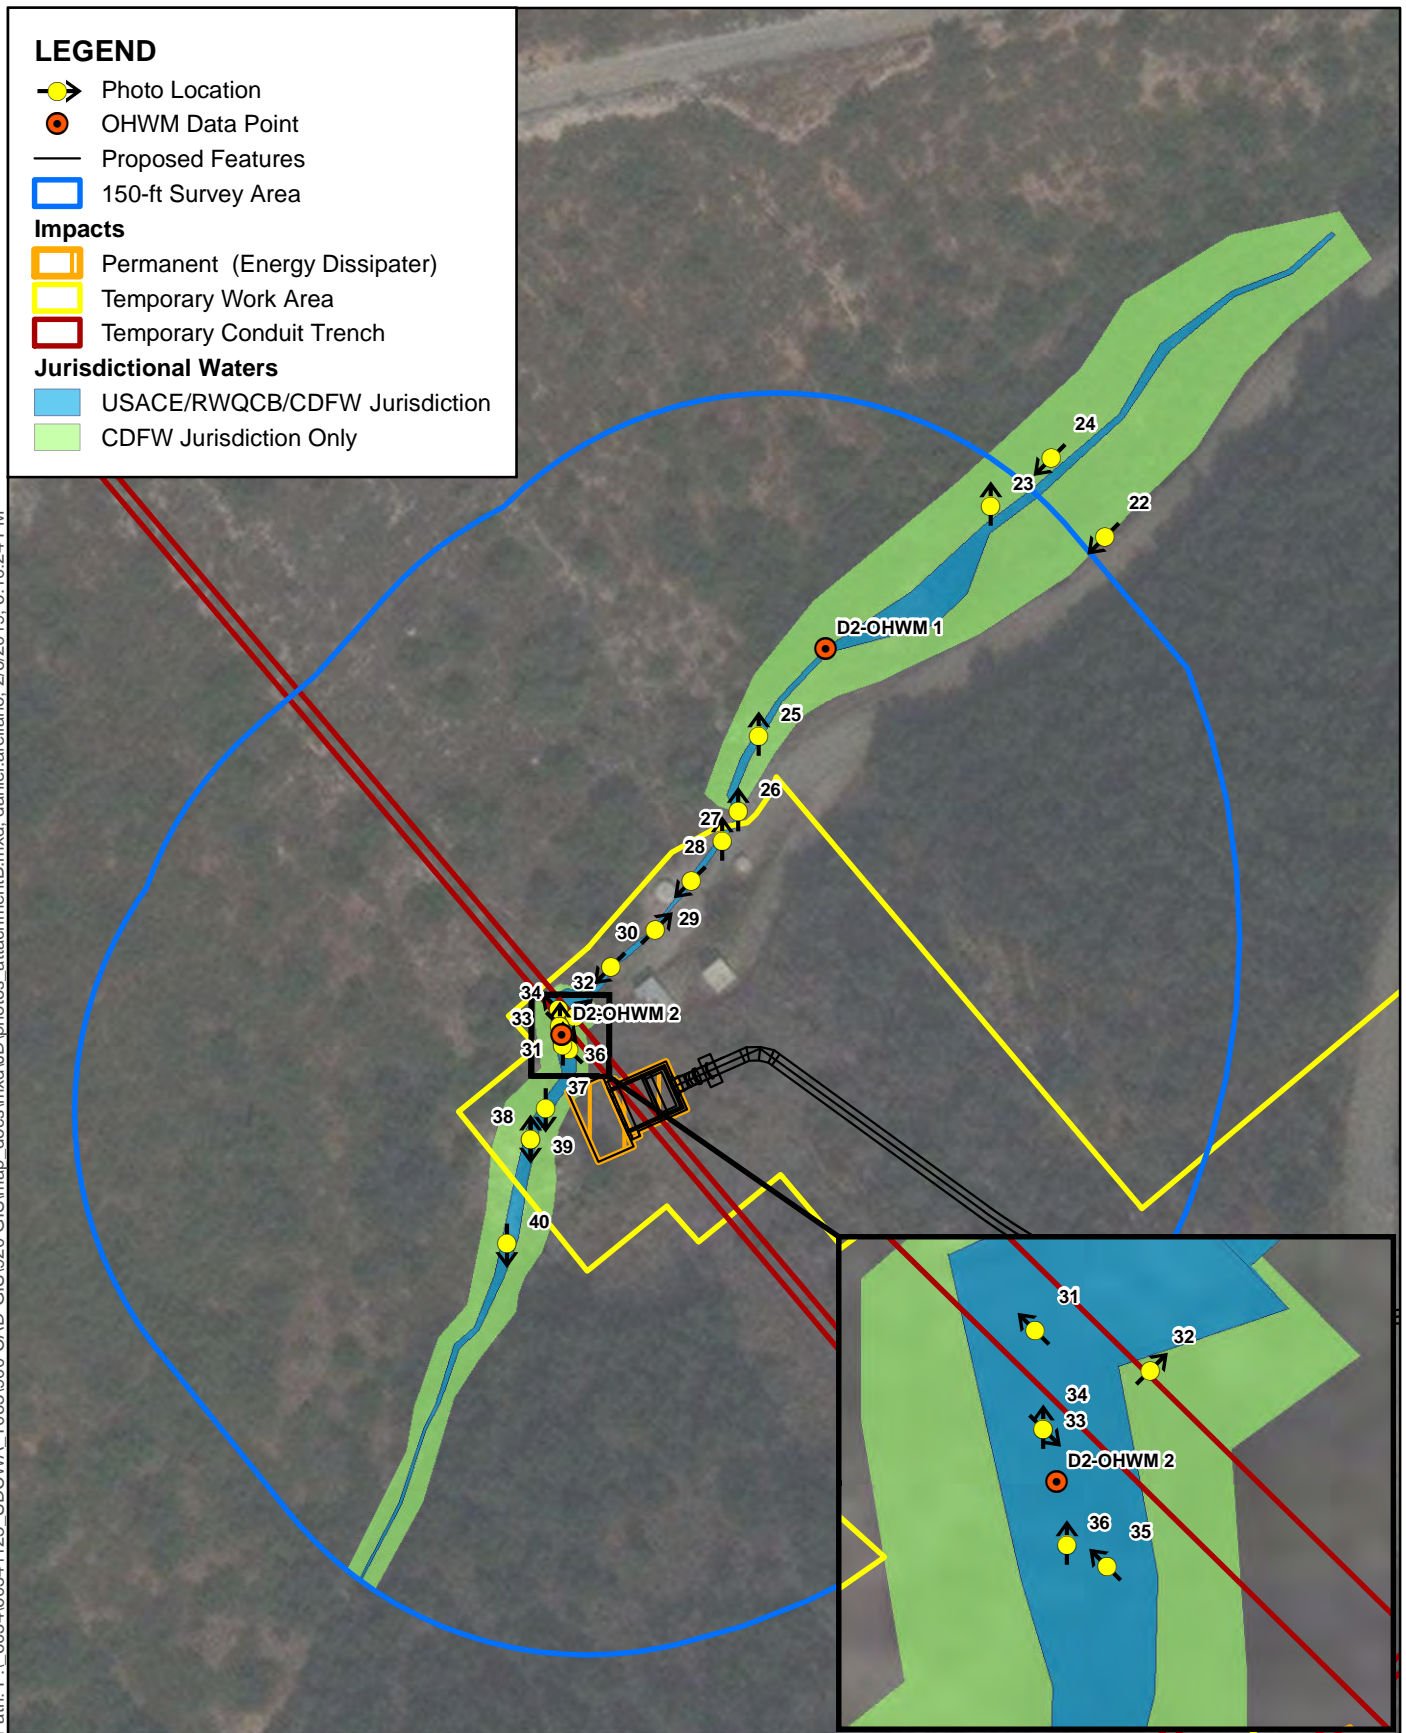 LEGEND
Photo Location
OHWM Data Point
Proposed Features
150-ft Survey Area
Impacts
Permanent (Energy Dissipater)
Temporary Work Area
Temporary Conduit Trench
Jurisdictional Waters
USACE/RWQCB/CDFW Jurisdiction
CDFW Jurisdiction Only
24
23
22
D2-OHWM 1
25
26
27
28
29
30
32
34
33
D2-OHWM 2
31
36
37
38
39
40
31
32
34
33
D2-OHWM 2
36
35